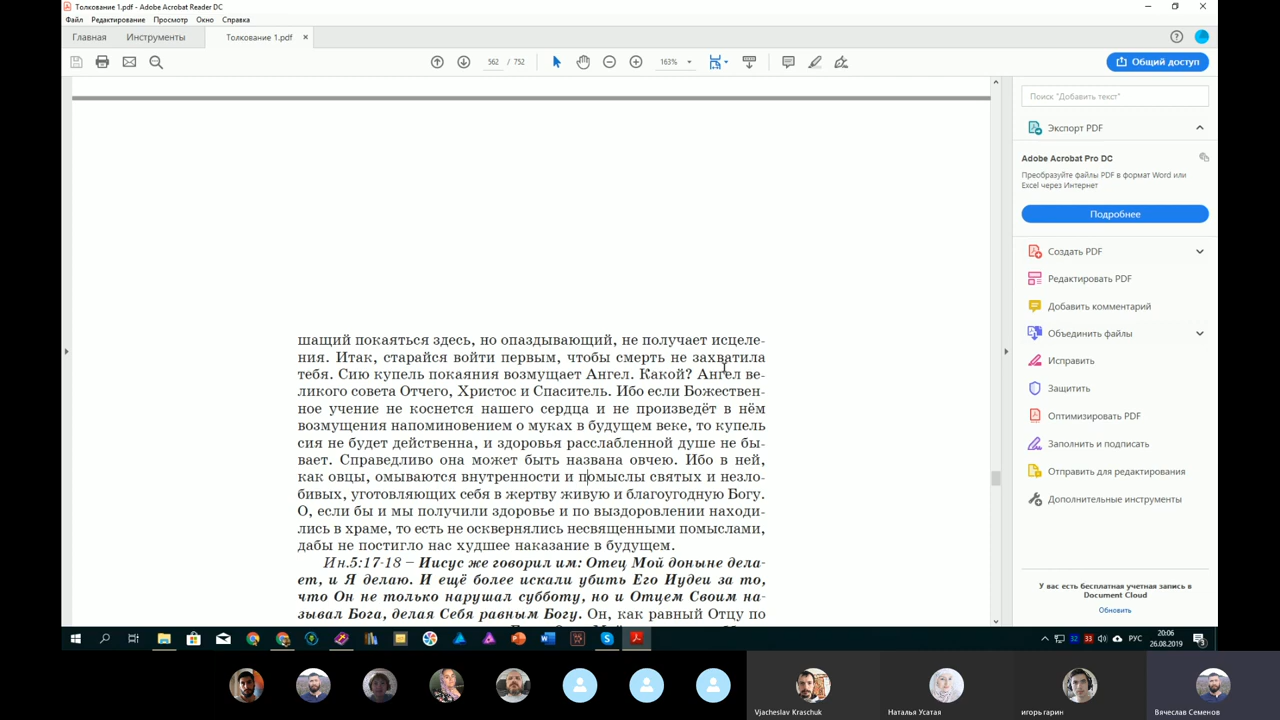 Толкование 1.pdf - Adobe Acrobat Reader DC
Файл Редактирование Просмотр Окно Справка
Главная Инструменты Толкование 1.pdf ×
562 / 752 163% Общий доступ
Поиск "Добавить текст"
Экспорт PDF
Adobe Acrobat Pro DC
Преобразуйте файлы PDF в формат Word или
Excel через Интернет
Подробнее
Создать PDF
Редактировать PDF
Добавить комментарий
Объединить файлы
Исправить
Защитить
Оптимизировать PDF
Заполнить и подписать
Отправить для редактирования
Дополнительные инструменты
У вас есть бесплатная учетная запись в
Document Cloud
Обновить
шащий покаяться здесь, но опаздывающий, не получает исцеле-
ния. Итак, старайся войти первым, чтобы смерть не захватила
тебя. Сию купель покаяния возмущает Ангел. Какой? Ангел ве-
ликого совета Отчего, Христос и Спаситель. Ибо если Божествен-
ное учение не коснется нашего сердца и не произведёт в нём
возмущения напоминовением о муках в будущем веке, то купель
сия не будет действенна, и здоровья расслабленной душе не бы-
вает. Справедливо она может быть названа овчею. Ибо в ней,
как овцы, омываются внутренности и помыслы святых и незло-
бивых, уготовляющих себя в жертву живую и благоугодную Богу.
О, если бы и мы получили здоровье и по выздоровлении находи-
лись в храме, то есть не осквернялись несвященными помыслами,
дабы не постигло нас худшее наказание в будущем.
Ин.5:17-18 – Иисус же говорил им: Отец Мой доныне дела-
ет, и Я делаю. И ещё более искали убить Его Иудеи за то,
что Он не только нарушал субботу, но и Отцем Своим на-
зывал Бога, делая Себя равным Богу. Он, как равный Отцу по
32 33 РУС 20:06
26.08.2019
3
Vjacheslav Kraschuk Наталья Усатая игорь гарин Вячеслав Семенов